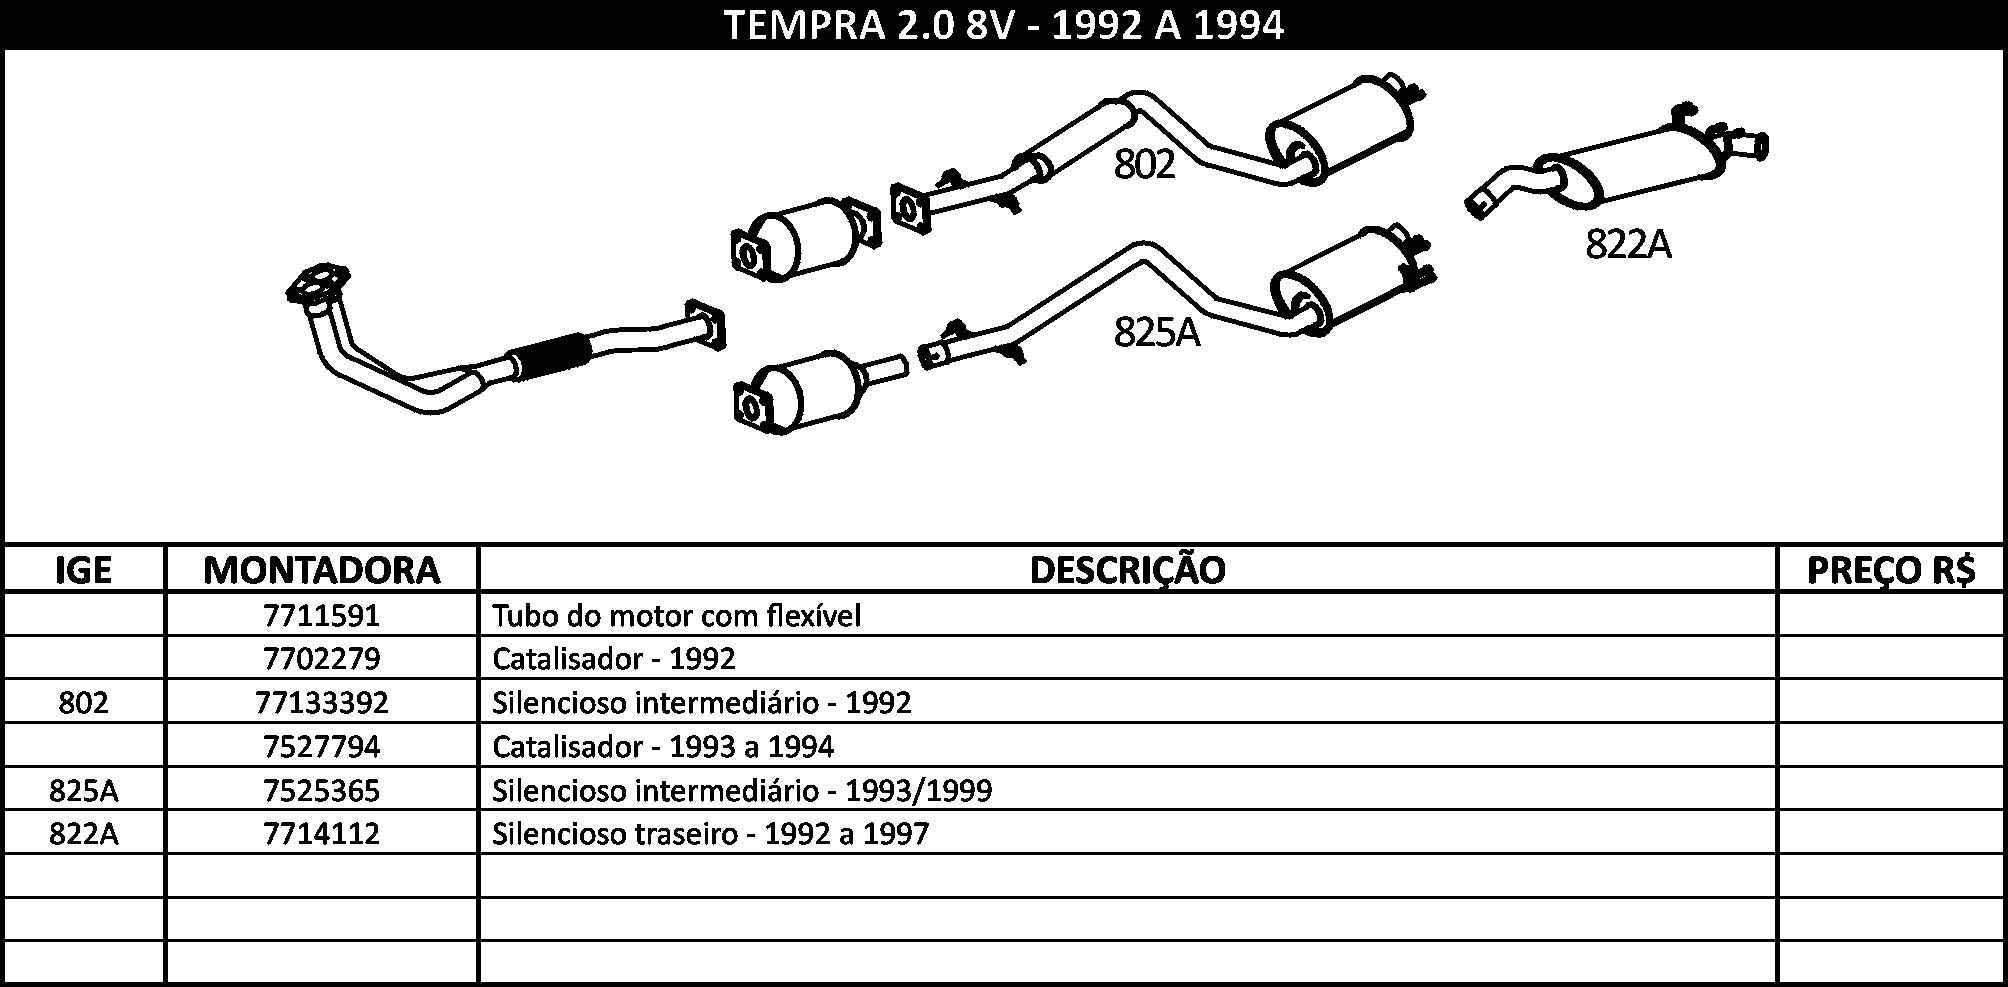 TEMPRA 2.0 8V - 1992 A 1994
802
822A
825A
IGE MONTADORA DESCRIÇÃO PREÇO R$
7711591 Tubo do motor com flexível
7702279 Catalisador - 1992
802 77133392 Silencioso intermediário - 1992
7527794 Catalisador - 1993 a 1994
825A 7525365 Silencioso intermediário - 1993/1999
822A 7714112 Silencioso traseiro - 1992 a 1997